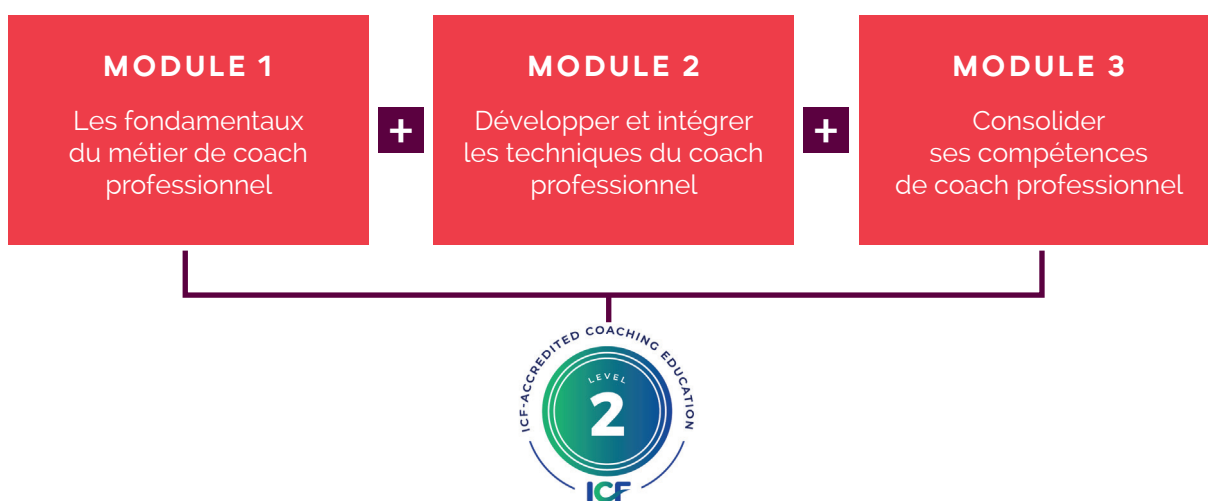 MODULE 1
Les fondamentaux
du métier de coach
professionnel
+
MODULE 2
Développer et intégrer
les techniques du coach
professionnel
+
MODULE 3
Consolider
ses compétences
de coach professionnel
ICF-ACCREDITED COACHING EDUCATION
LEVEL
2
ICF